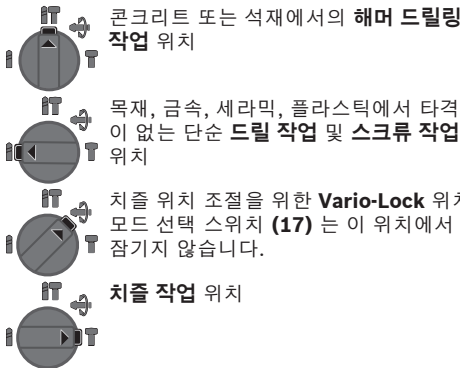 콘크리트 또는 석재에서의 해머 드릴링
작업 위치
목재, 금속, 세라믹, 플라스틱에서 타격
이 없는 단순 드릴 작업 및 스크류 작업
위치
치즐 위치 조절을 위한 Vario-Lock 위치
모드 선택 스위치 (17) 는 이 위치에서
잠기지 않습니다.
치즐 작업 위치